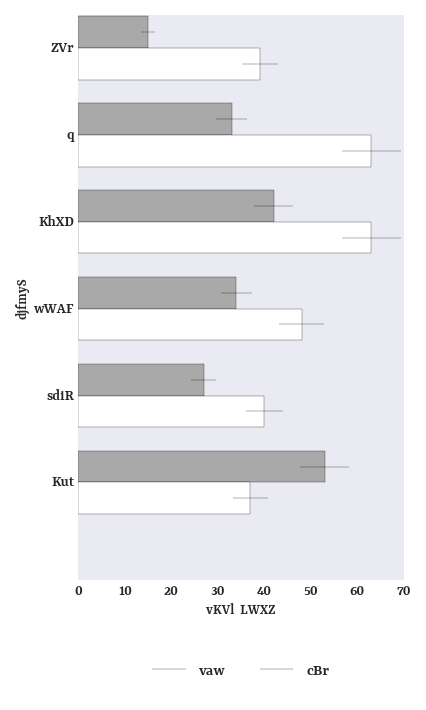 ZVr
q
KhXD
wWAF
sdiR
Kut
djfmyS
0 10 20 30 40 50 60 70
vKVl LWXZ
vaw cBr